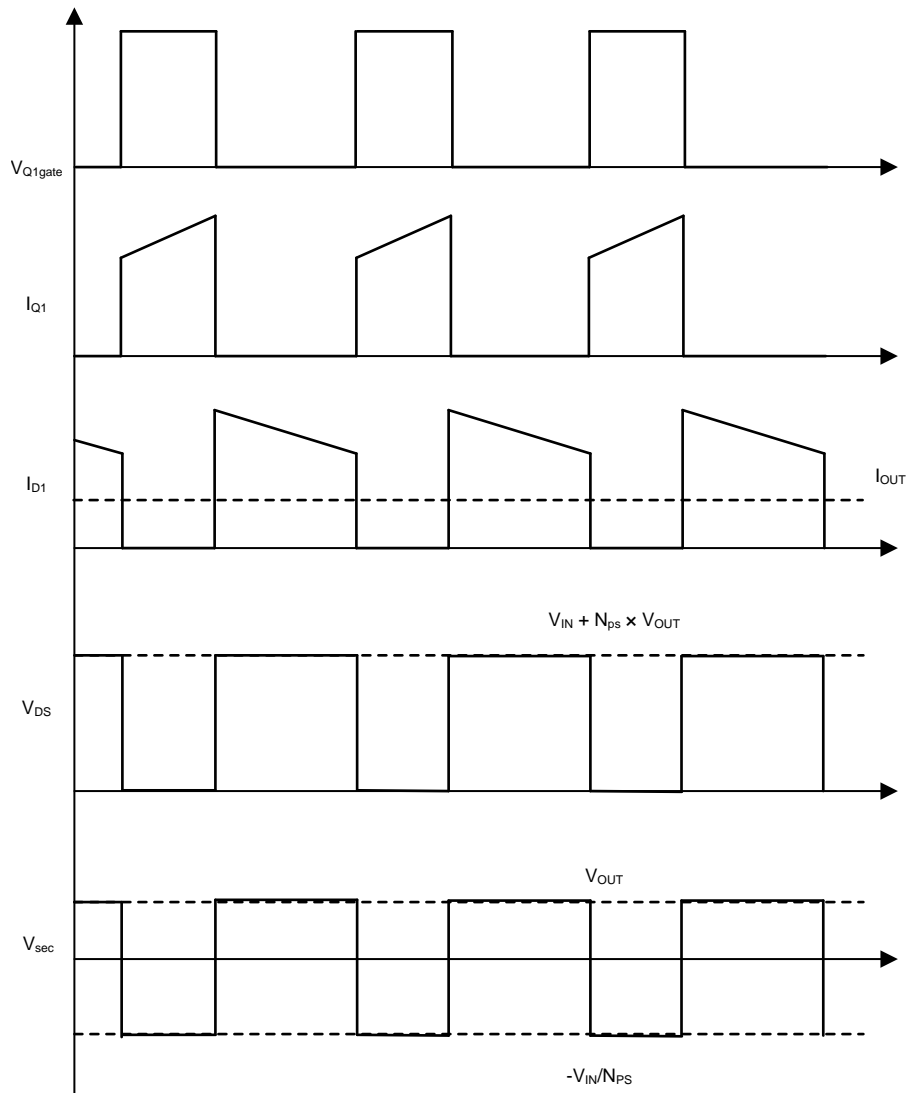 V_Q1gate
I_Q1
I_D1
I_OUT
V_IN + N_ps × V_OUT
V_DS
V_OUT
V_sec
-V_IN/N_PS